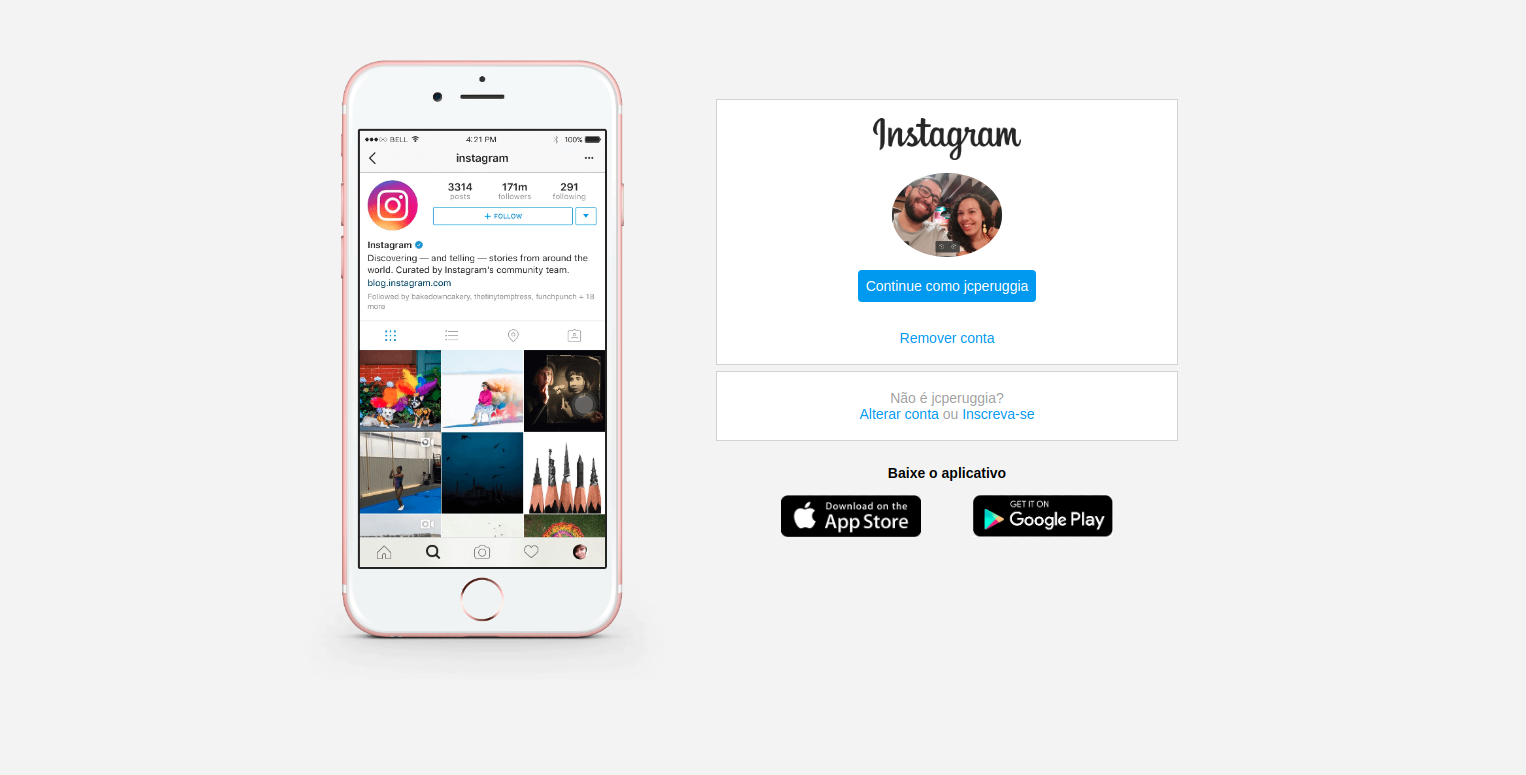 BELL
4:21 PM
100%
instagram
3314
171m
291
posts
followers
following
+ FOLLOW
Instagram
Discovering — and telling — stories from around the
world. Curated by Instagram's community team.
blog.instagram.com
Followed by bakedowncakery, thetinytemptress, funchpunch + 18
more
Instagram
Continue como jcperuggia
Remover conta
Não é jcperuggia?
Alterar conta ou Inscreva-se
Baixe o aplicativo
Download on the
App Store
GET IT ON
Google Play